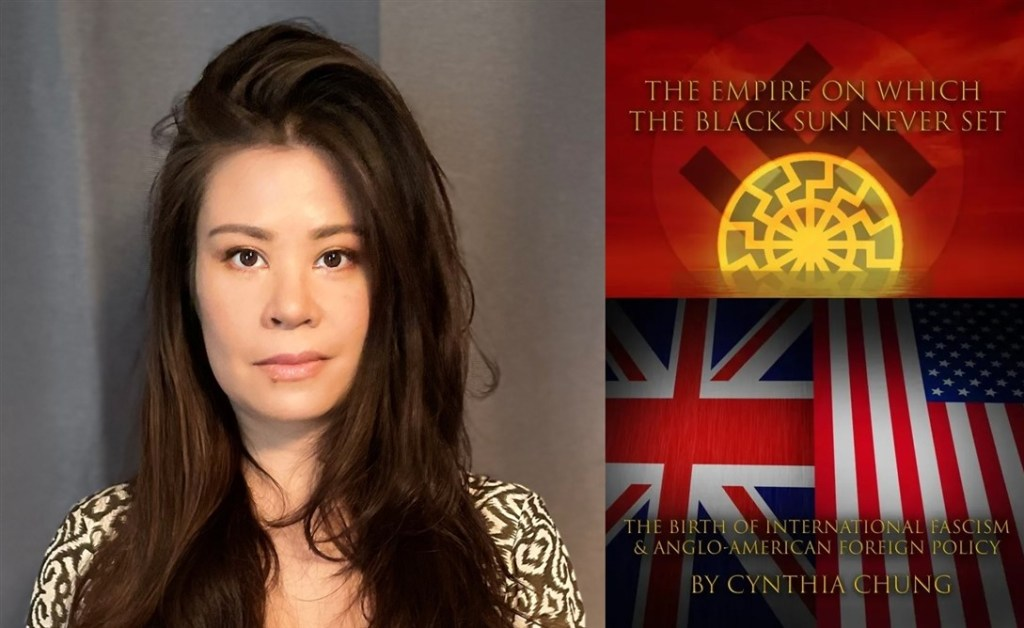 THE EMPIRE ON WHICH
THE BLACK SUN NEVER SET
THE BIRTH OF INTERNATIONAL FASCISM
& ANGLO-AMERICAN FOREIGN POLICY
BY CYNTHIA CHUNG